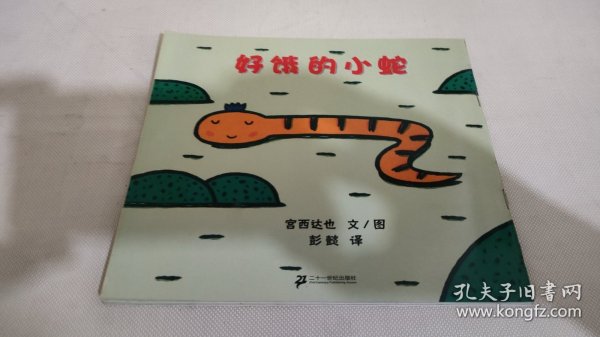 好饿的小蛇
宫西达也 文/图
彭懿 译
二十一世纪出版社
孔夫子旧书网
www.kongfz.com